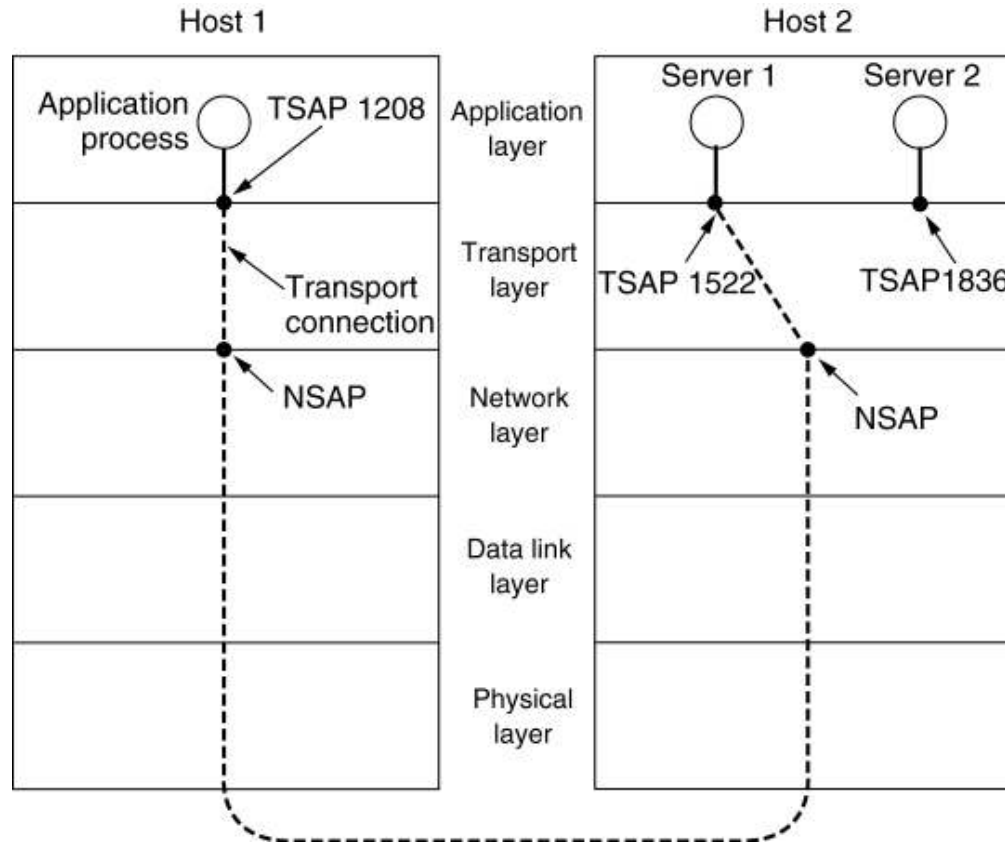 Host 1
Host 2
Application
process
TSAP 1208
Application
layer
Server 1
Server 2
Transport
connection
Transport
layer
TSAP 1522
TSAP1836
NSAP
Network
layer
NSAP
Data link
layer
Physical
layer